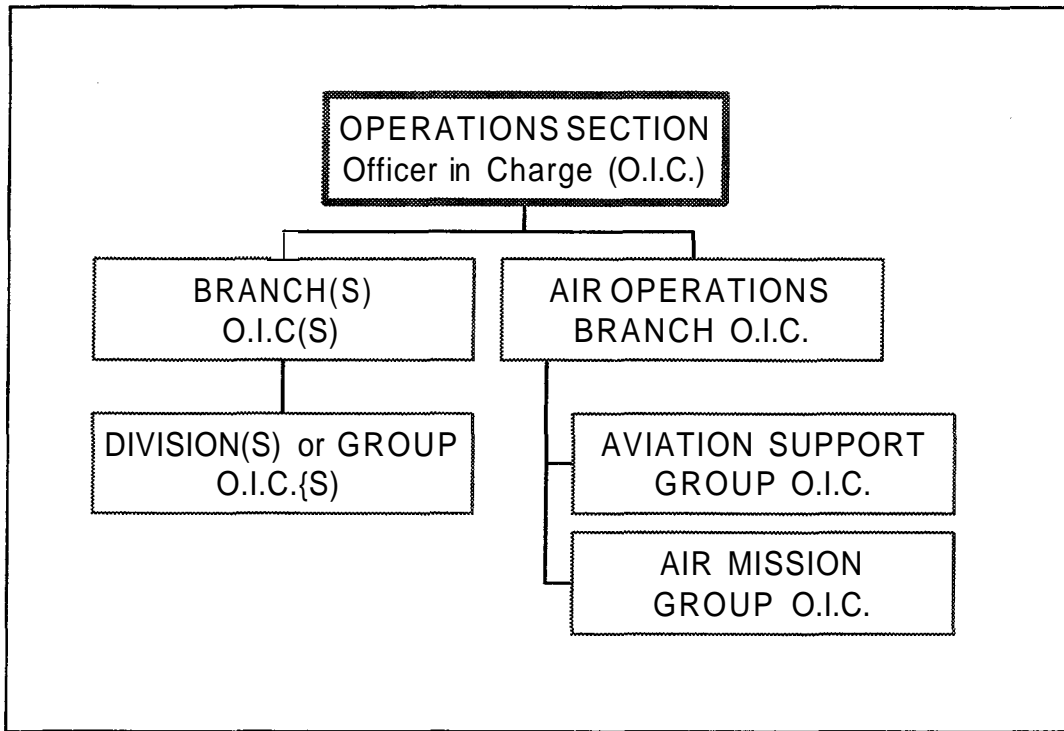 OPERATIONS SECTION
Officer in Charge (O.I.C.)
BRANCH(S)
O.I.C(S)
AIR OPERATIONS
BRANCH O.I.C.
DIVISION(S) or GROUP
O.I.C.{S)
AVIATION SUPPORT
GROUP O.I.C.
AIR MISSION
GROUP O.I.C.